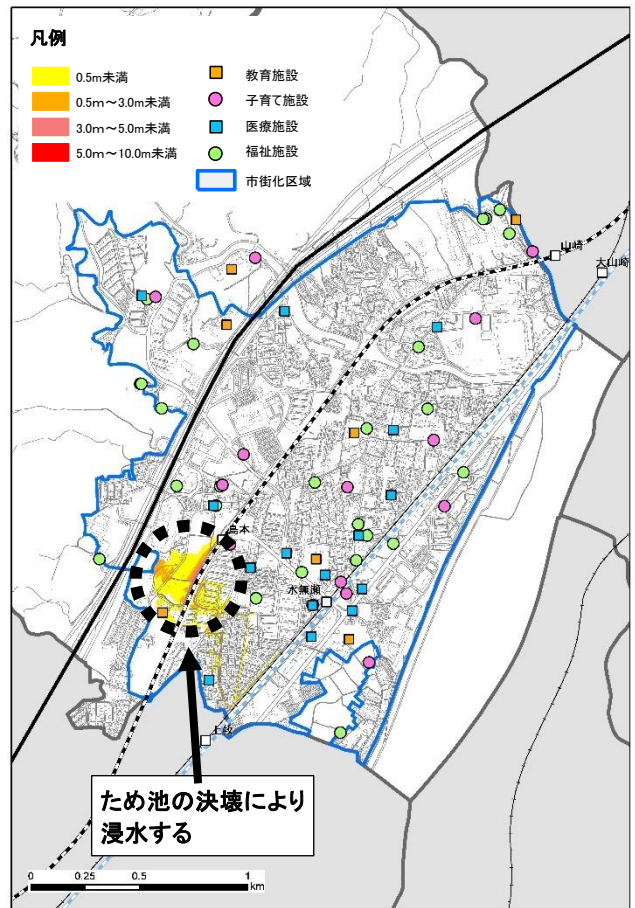 凡例
0.5m未満
0.5m～3.0m未満
3.0m～5.0m未満
5.0m～10.0m未満
教育施設
子育て施設
医療施設
福祉施設
市街化区域
山崎
大山崎
島本
水無瀬
上牧
ため池の決壊により
浸水する
0 0.25 0.5 1
km